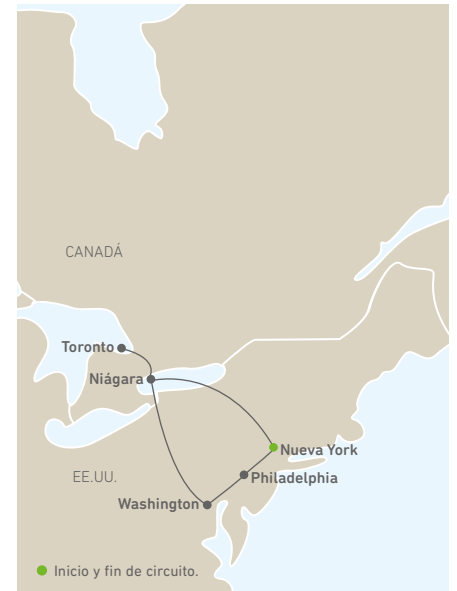 CANADÁ
Toronto
Niágara
Nueva York
EE.UU.
Philadelphia
Washington
Inicio y fin de circuito.